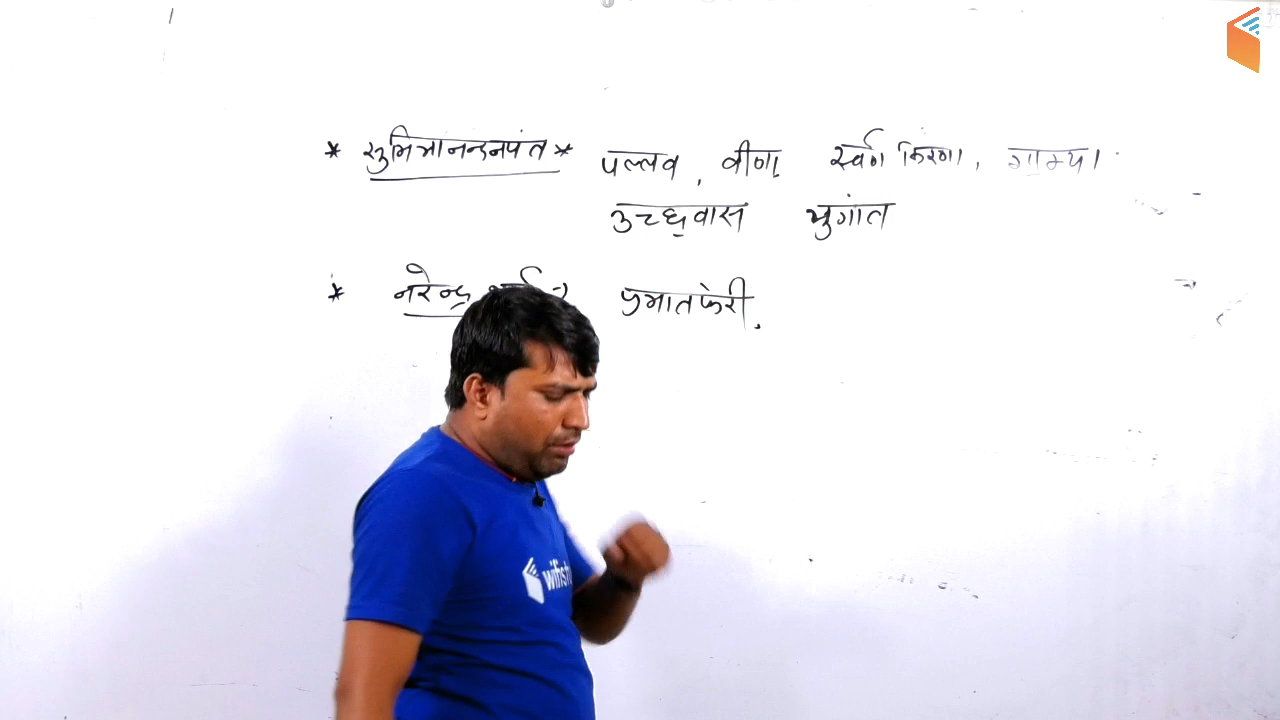 * सुमित्रानन्दनपंत * पल्लव, वीणा, स्वर्ण किरण, ग्राम्या
उच्छ्वास युगांत
* नरेन्द्र प्रभातफेरी,